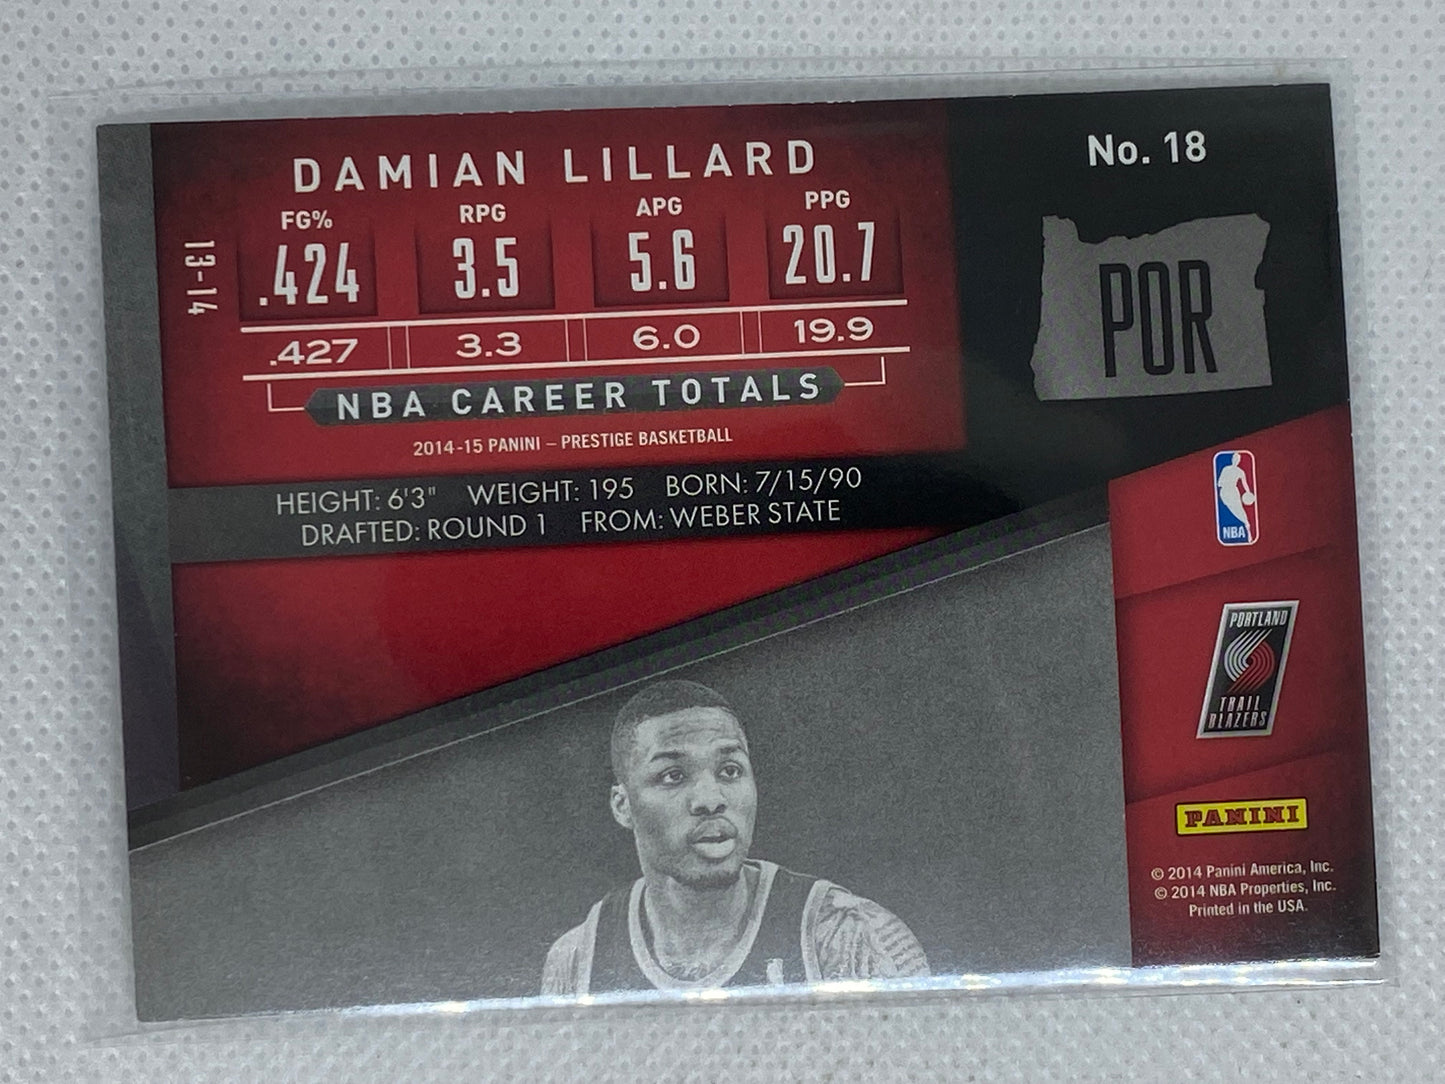 DAMIAN LILLARD
No. 18
FG% RPG APG PPG
13-14 .424 3.5 5.6 20.7
.427 3.3 6.0 19.9
NBA CAREER TOTALS
2014-15 PANINI – PRESTIGE BASKETBALL
POR
HEIGHT: 6'3" WEIGHT: 195 BORN: 7/15/90
DRAFTED: ROUND 1 FROM: WEBER STATE
NBA
PORTLAND
TRAIL
BLAZERS
PANINI
© 2014 Panini America, Inc.
© 2014 NBA Properties, Inc.
Printed in the USA.